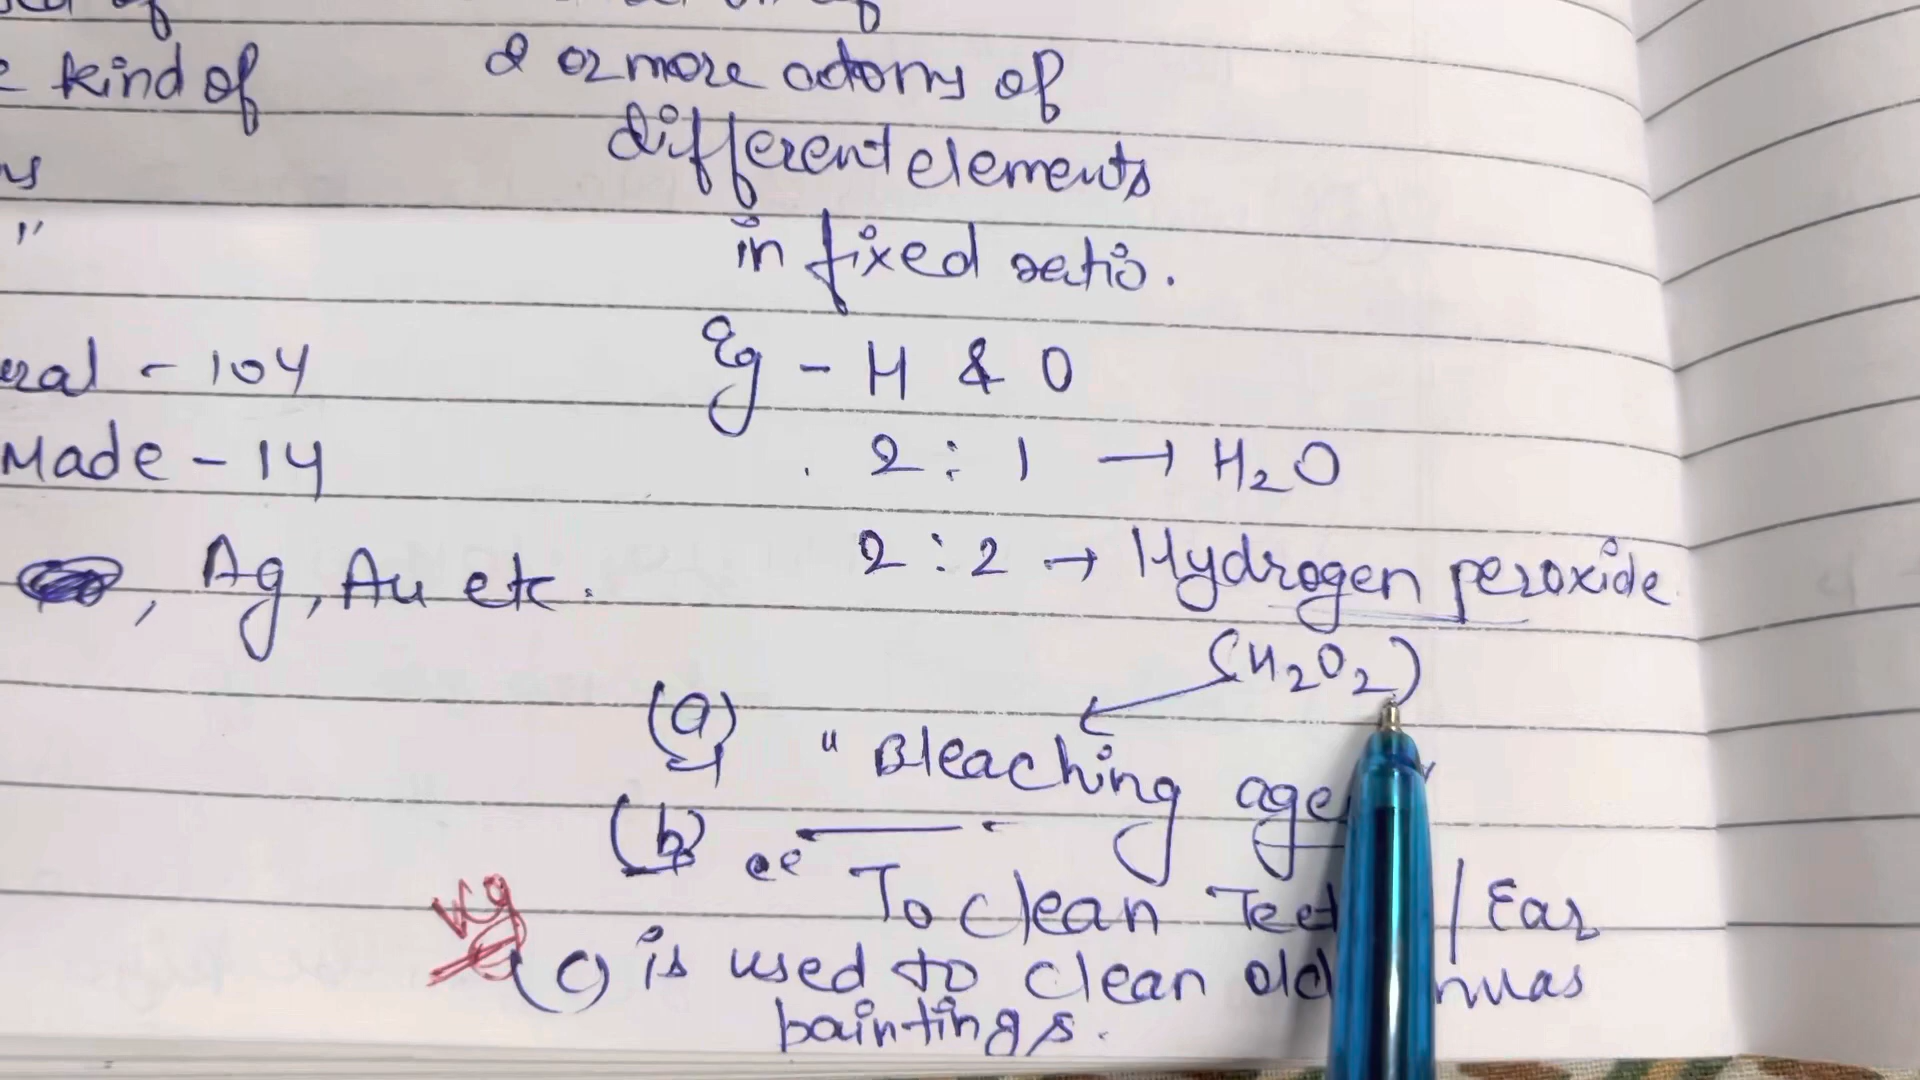 kind of
2 or more atoms of
different elements
in fixed ratio.
Eg - H & O
ral - 104
2 : 1 → H2O
Made - 14
2 : 2 → Hydrogen peroxide
, Ag, Au etc.
(H2O2)
(a) " Bleaching age
(b) To clean Teet / Ear
(c) is used to clean old nvas
paintings.